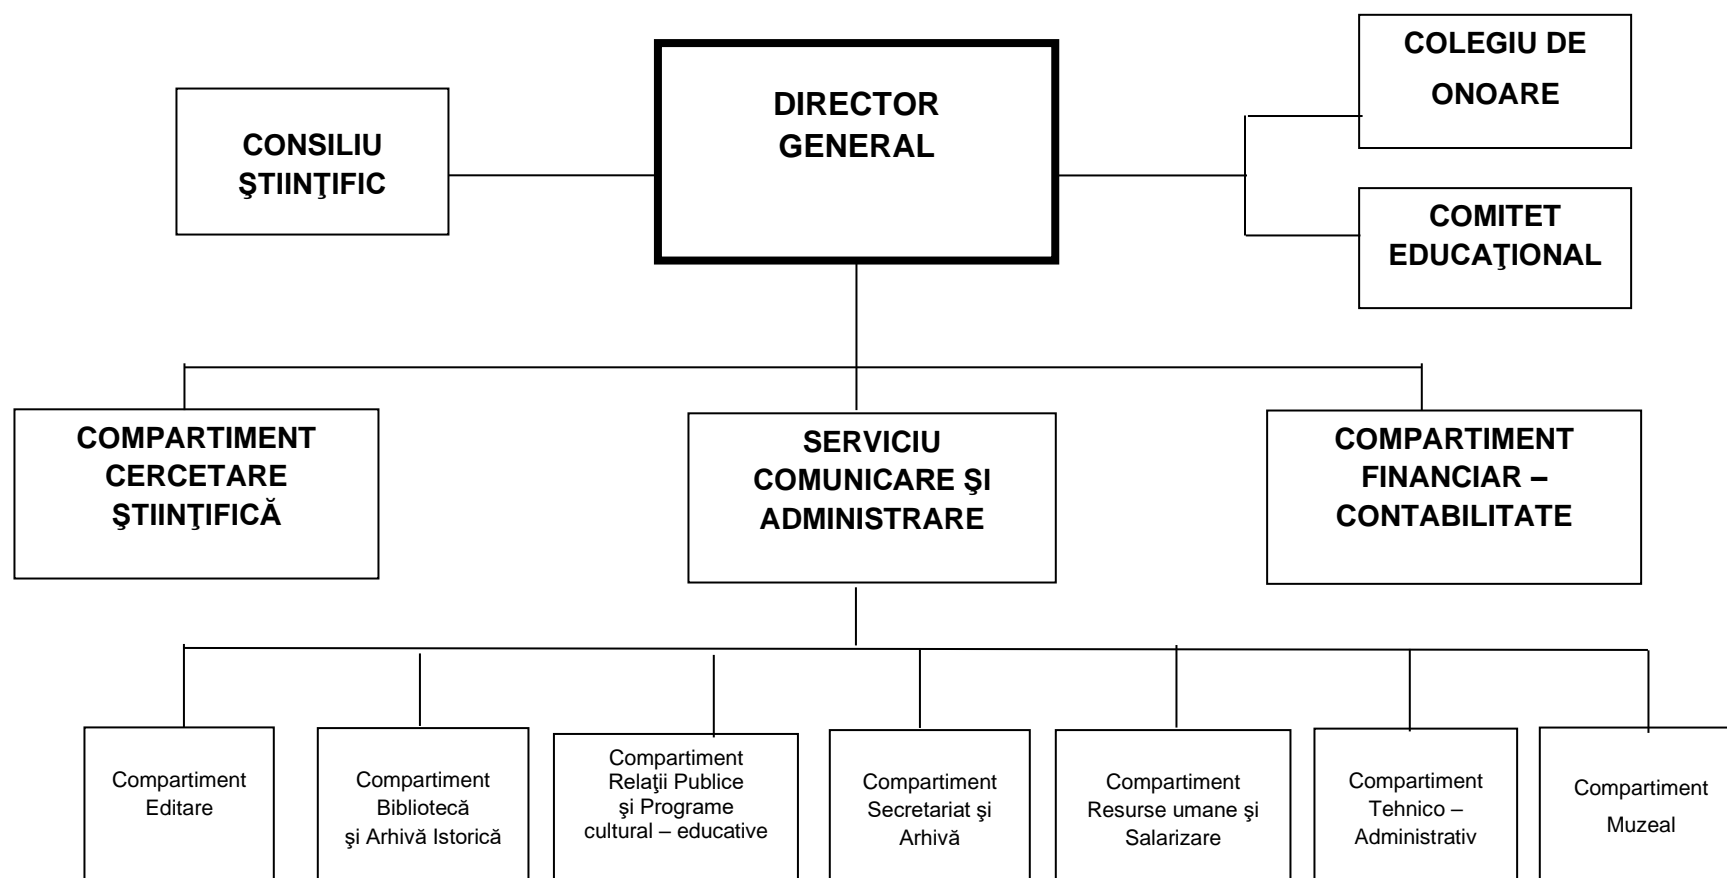 COLEGIU DE
ONOARE
DIRECTOR
GENERAL
CONSILIU
ŞTIINŢIFIC
COMITET
EDUCAŢIONAL
COMPARTIMENT
CERCETARE
ŞTIINŢIFICĂ
SERVICIU
COMUNICARE ŞI
ADMINISTRARE
COMPARTIMENT
FINANCIAR –
CONTABILITATE
Compartiment
Editare
Compartiment
Bibliotecă
şi Arhivă Istorică
Compartiment
Relaţii Publice
şi Programe
cultural – educative
Compartiment
Secretariat şi
Arhivă
Compartiment
Resurse umane şi
Salarizare
Compartiment
Tehnico –
Administrativ
Compartiment
Muzeal